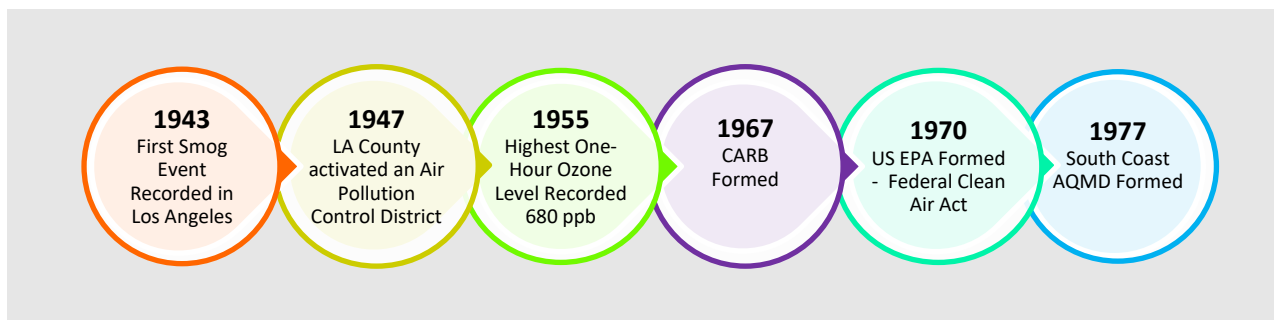 1943
First Smog
Event
Recorded in
Los Angeles
1947
LA County
activated an Air
Pollution
Control District
1955
Highest One-
Hour Ozone
Level Recorded
680 ppb
1967
CARB
Formed
1970
US EPA Formed
- Federal Clean
Air Act
1977
South Coast
AQMD Formed